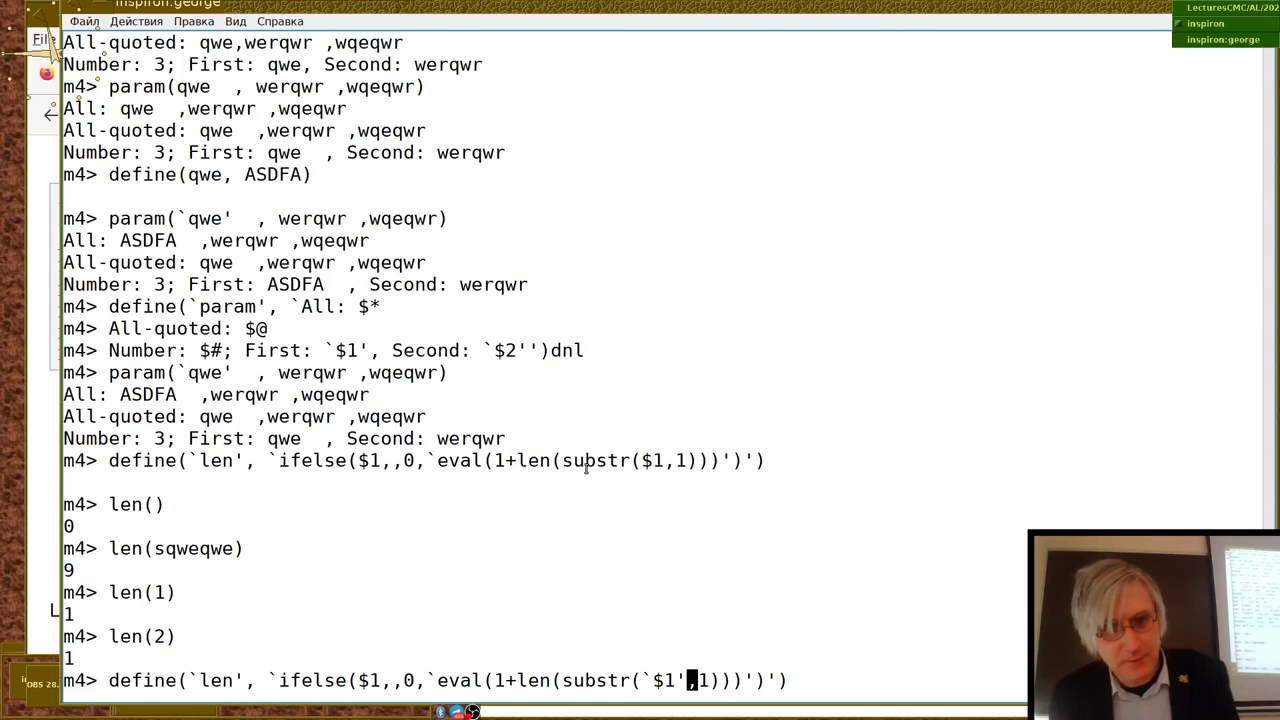 inspiron:george
LecturesCMC/AL/202
inspiron
inspiron:george
Файл Действия Правка Вид Справка
All-quoted: qwe,werqwr ,wqeqwr
Number: 3; First: qwe, Second: werqwr
m4> param(qwe  , werqwr ,wqeqwr)
All: qwe  ,werqwr ,wqeqwr
All-quoted: qwe  ,werqwr ,wqeqwr
Number: 3; First: qwe  , Second: werqwr
m4> define(qwe, ASDFA)
m4> param(`qwe'  , werqwr ,wqeqwr)
All: ASDFA  ,werqwr ,wqeqwr
All-quoted: qwe  ,werqwr ,wqeqwr
Number: 3; First: ASDFA  , Second: werqwr
m4> define(`param', `All: $*
m4> All-quoted: $@
m4> Number: $#; First: `$1', Second: `$2'')dnl
m4> param(`qwe'  , werqwr ,wqeqwr)
All: ASDFA  ,werqwr ,wqeqwr
All-quoted: qwe  ,werqwr ,wqeqwr
Number: 3; First: qwe  , Second: werqwr
m4> define(`len', `ifelse($1,,0,`eval(1+len(substr($1,1)))')')
m4> len()
0
m4> len(sqweqwe)
9
m4> len(1)
1
m4> len(2)
1
m4> define(`len', `ifelse($1,,0,`eval(1+len(substr(`$1',1)))')')
OBS 28.